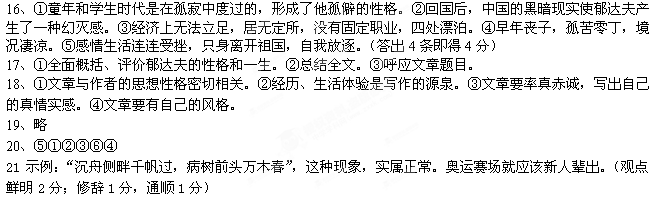 16、①童年和学生时代是在孤寂中度过的，形成了他孤僻的性格。②回国后，中国的黑暗现实使郁达夫产
生了一种幻灭感。③经济上无法立足，居无定所，没有固定职业，四处漂泊。④早年丧子，孤苦零丁，境
况凄凉。⑤感情生活连连受挫，只身离开祖国，自我放逐。（答出 4 条即得 4 分）
17、①全面概括、评价郁达夫的性格和一生。②总结全文。③呼应文章题目。
18、①文章与作者的思想性格密切相关。②经历、生活体验是写作的源泉。③文章要率真赤诚，写出自己
的真情实感。④文章要有自己的风格。
19、略
20、⑤①②③⑥④
21 示例：“沉舟侧畔千帆过，病树前头万木春”，这种现象，实属正常。奥运赛场就应该新人辈出。（观点
鲜明 2 分；修辞 1 分，通顺 1 分）